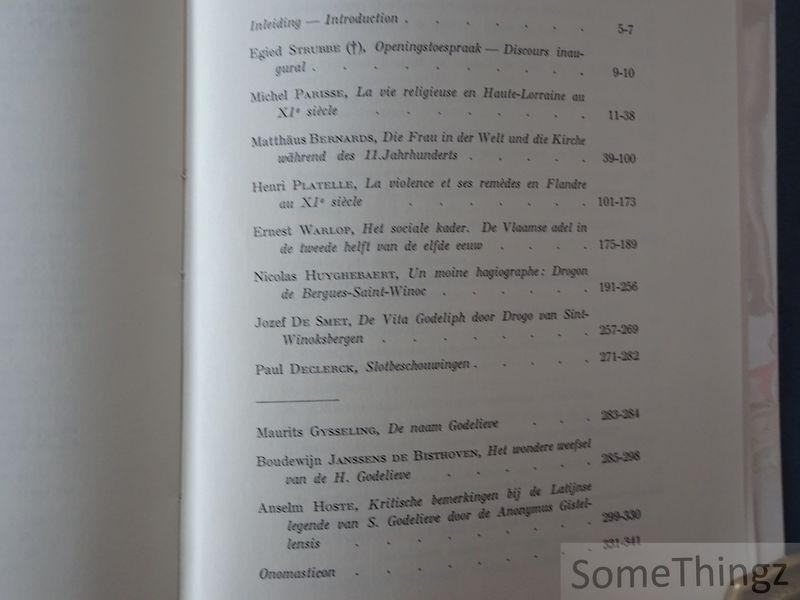 Inleiding — Introduction . . . . . . 5-7
Egied STRUBBE (†), Openingstoespraak — Discours inau-
gural . . . . . . . . . . 9-10
Michel PARISSE, La vie religieuse en Haute-Lorraine au
XIe siècle . . . . . . . . 11-38
Matthäus BERNARDS, Die Frau in der Welt und die Kirche
während des 11.Jahrhunderts . . . . . 39-100
Henri PLATELLE, La violence et ses remèdes en Flandre
au XIe siècle . . . . . . . 101-173
Ernest WARLOP, Het sociale kader. De Vlaamse adel in
de tweede helft van de elfde eeuw . . . . 175-189
Nicolas HUYGHEBAERT, Un moine hagiographe: Drogon
de Bergues-Saint-Winoc . . . . . . 191-256
Jozef DE SMET, De Vita Godeliph door Drogo van Sint-
Winoksbergen . . . . . . . 257-269
Paul DECLERCK, Slotbeschouwingen . . . . . 271-282
Maurits GYSSELING, De naam Godelieve . . . 283-284
Boudewijn JANSSENS DE BISTHOVEN, Het wondere weefsel
van de H. Godelieve . . . . . 285-298
Anselm HOSTE, Kritische bemerkingen bij de Latijnse
legende van S. Godelieve door de Anonymus Gistel-
lensis . . . . . . . . . 299-330
Onomasticon . . . . . . . . 331-341
SomeThingz